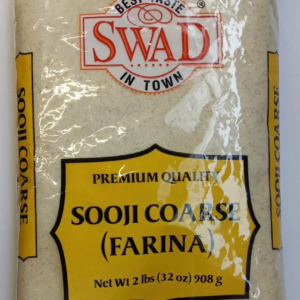 BEST TASTE
®
SWAD
IN TOWN
SOOJI COARSE
SOOJI COARSE
PREMIUM QUALITY
SOOJI COARSE
(FARINA)
Net Wt 2 lbs (32 oz) 908 g